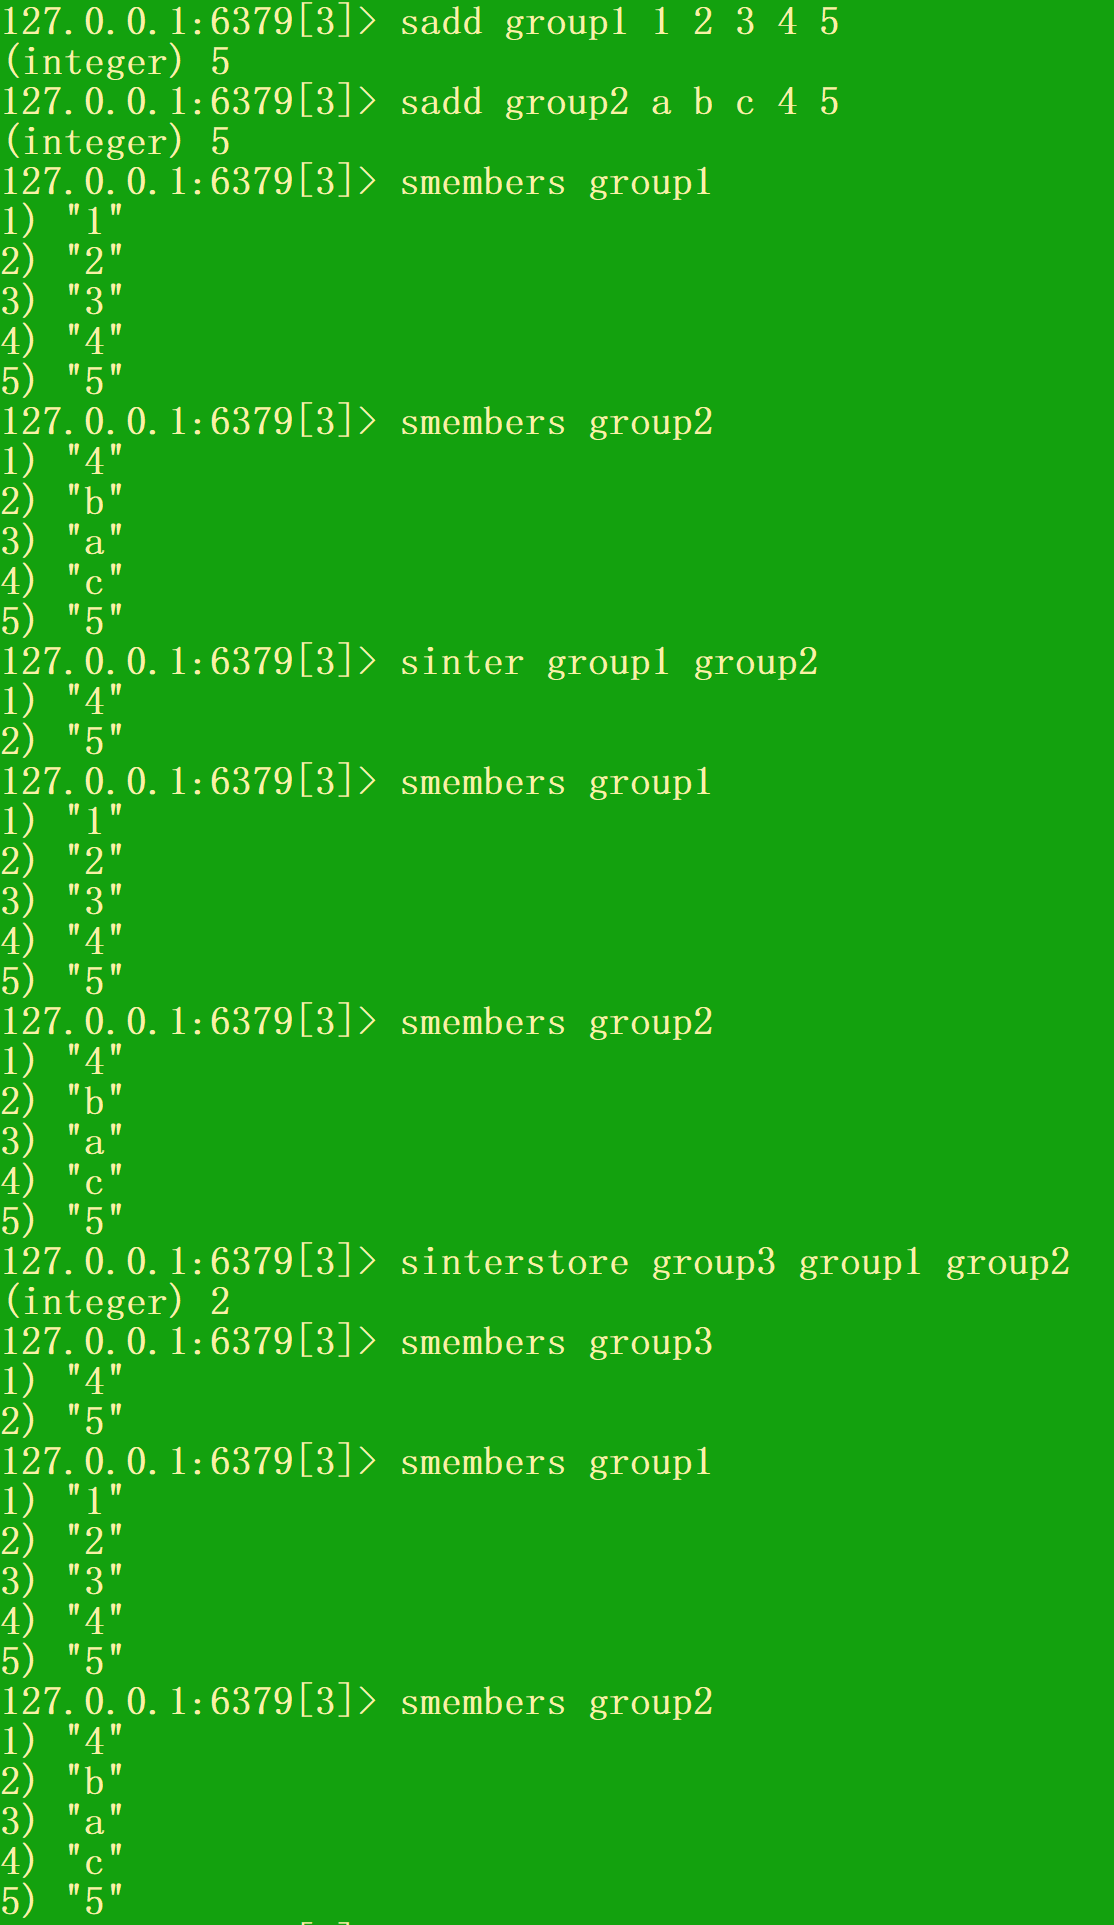 127.0.0.1:6379[3]> sadd group1 1 2 3 4 5
(integer) 5
127.0.0.1:6379[3]> sadd group2 a b c 4 5
(integer) 5
127.0.0.1:6379[3]> smembers group1
1) "1"
2) "2"
3) "3"
4) "4"
5) "5"
127.0.0.1:6379[3]> smembers group2
1) "4"
2) "b"
3) "a"
4) "c"
5) "5"
127.0.0.1:6379[3]> sinter group1 group2
1) "4"
2) "5"
127.0.0.1:6379[3]> smembers group1
1) "1"
2) "2"
3) "3"
4) "4"
5) "5"
127.0.0.1:6379[3]> smembers group2
1) "4"
2) "b"
3) "a"
4) "c"
5) "5"
127.0.0.1:6379[3]> sinterstore group3 group1 group2
(integer) 2
127.0.0.1:6379[3]> smembers group3
1) "4"
2) "5"
127.0.0.1:6379[3]> smembers group1
1) "1"
2) "2"
3) "3"
4) "4"
5) "5"
127.0.0.1:6379[3]> smembers group2
1) "4"
2) "b"
3) "a"
4) "c"
5) "5"